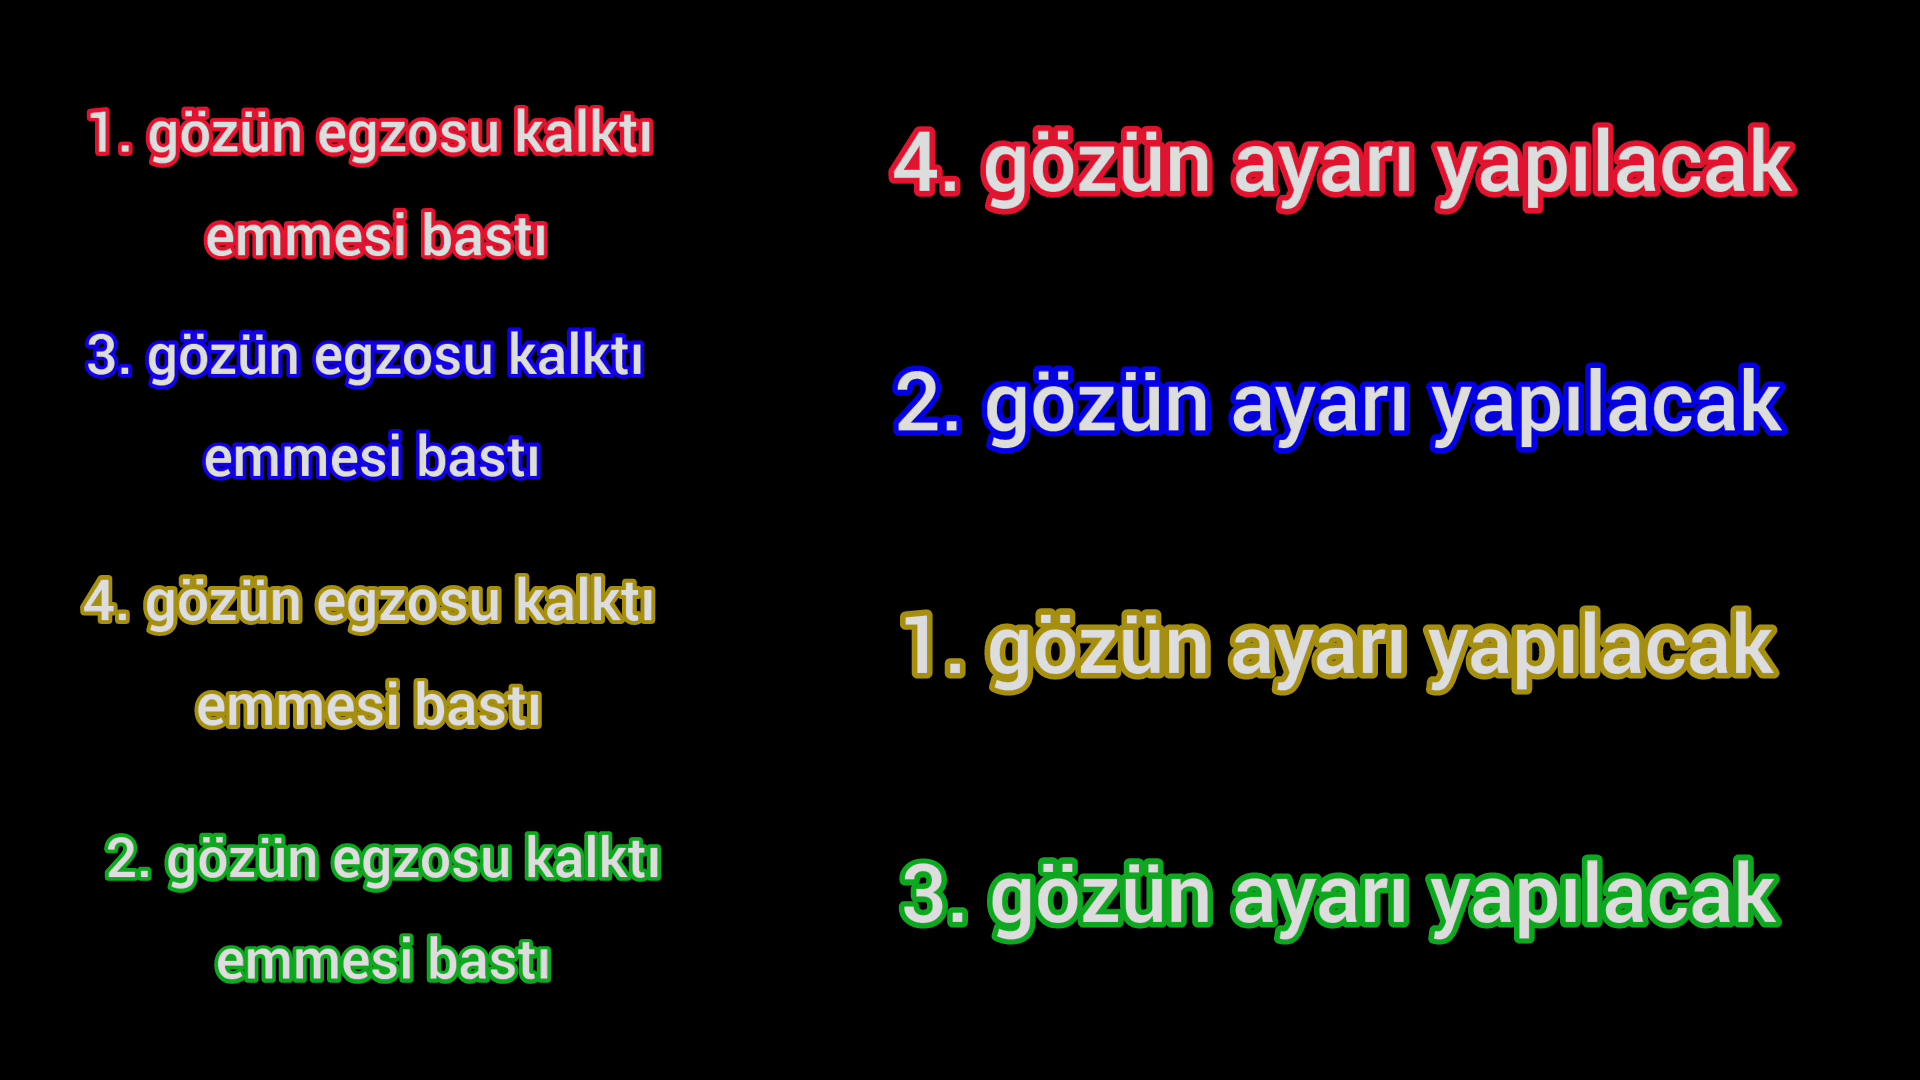 1. gözün egzosu kalktı
emmesi bastı
4. gözün ayarı yapılacak
3. gözün egzosu kalktı
emmesi bastı
2. gözün ayarı yapılacak
4. gözün egzosu kalktı
emmesi bastı
1. gözün ayarı yapılacak
2. gözün egzosu kalktı
emmesi bastı
3. gözün ayarı yapılacak